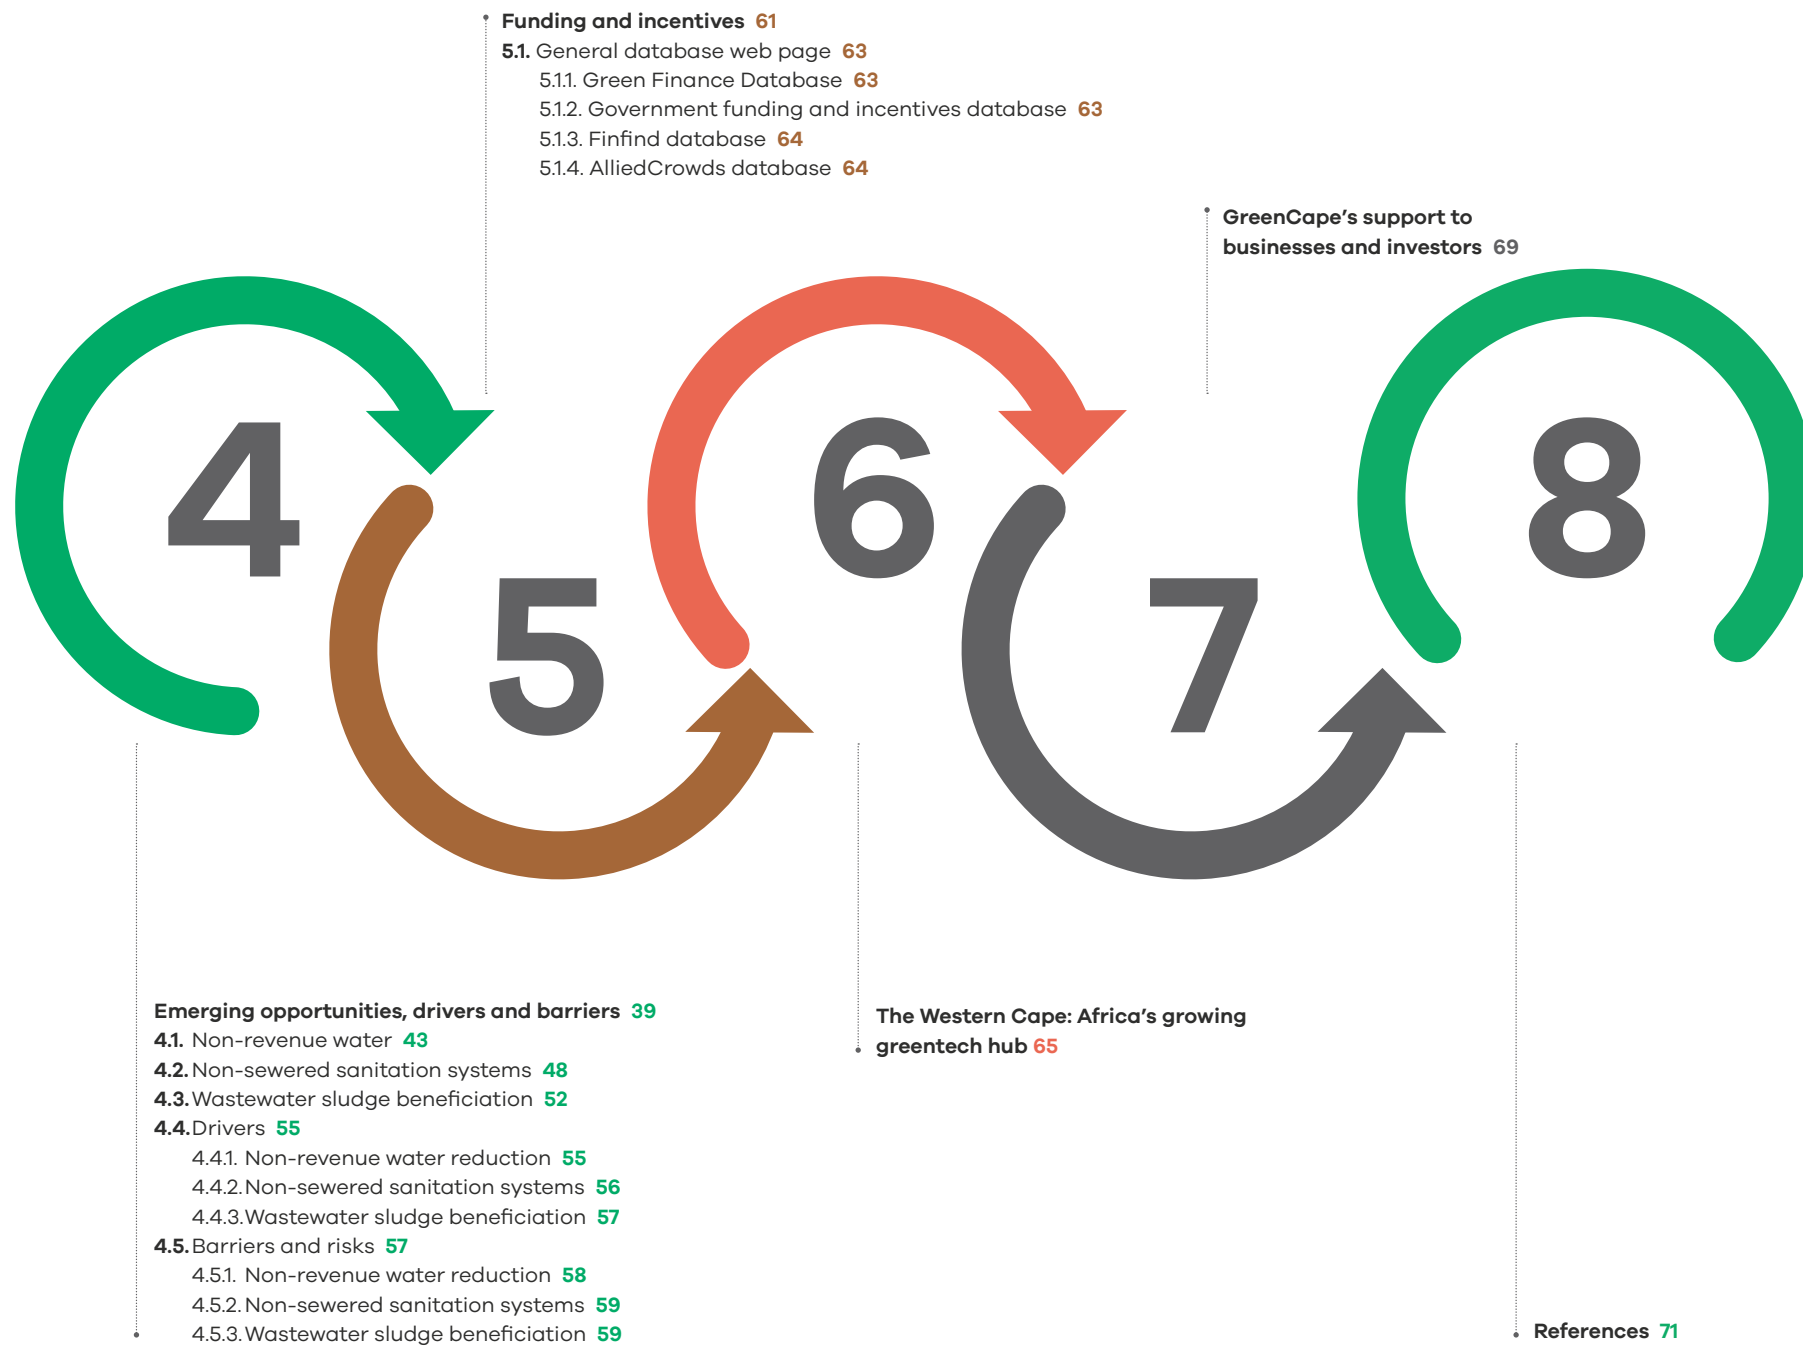 Funding and incentives 61
5.1. General database web page 63
5.1.1. Green Finance Database 63
5.1.2. Government funding and incentives database 63
5.1.3. Finfind database 64
5.1.4. AlliedCrowds database 64
GreenCape's support to
businesses and investors 69
4
5
6
7
8
Emerging opportunities, drivers and barriers 39
4.1. Non-revenue water 43
4.2. Non-sewered sanitation systems 48
4.3. Wastewater sludge beneficiation 52
4.4. Drivers 55
4.4.1. Non-revenue water reduction 55
4.4.2. Non-sewered sanitation systems 56
4.4.3. Wastewater sludge beneficiation 57
4.5. Barriers and risks 57
4.5.1. Non-revenue water reduction 58
4.5.2. Non-sewered sanitation systems 59
4.5.3. Wastewater sludge beneficiation 59
The Western Cape: Africa's growing
greentech hub 65
References 71